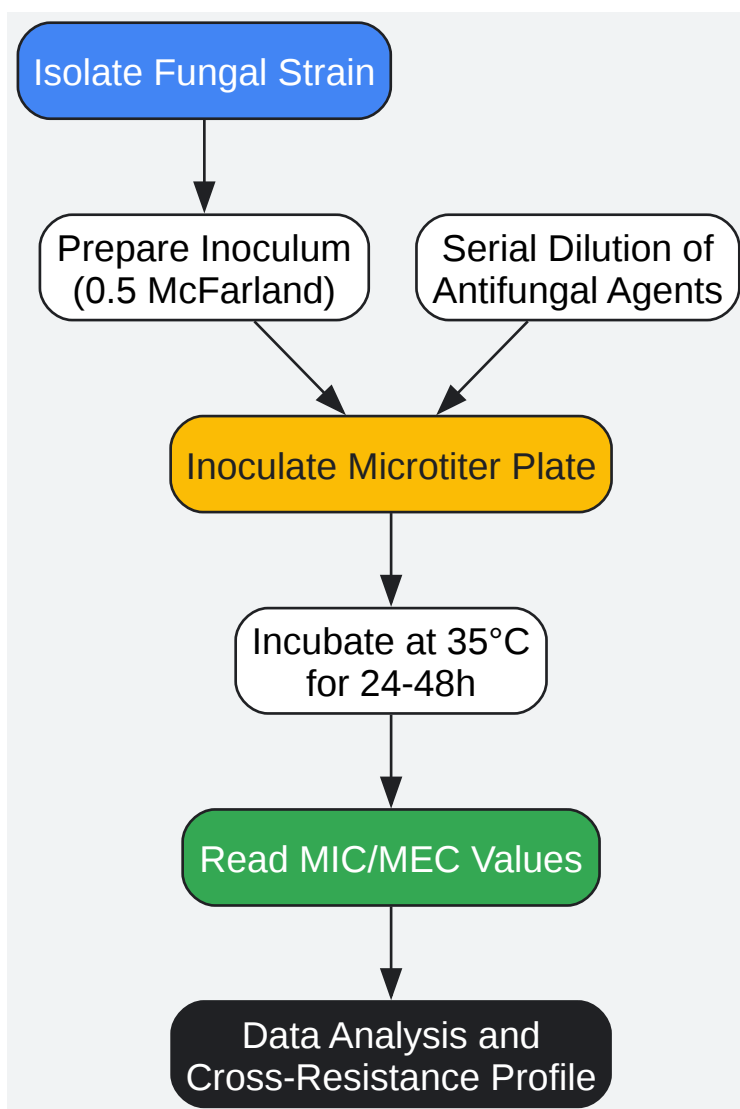 Isolate Fungal Strain
Prepare Inoculum
(0.5 McFarland)
Serial Dilution of
Antifungal Agents
Inoculate Microtiter Plate
Incubate at 35°C
for 24-48h
Read MIC/MEC Values
Data Analysis and
Cross-Resistance Profile